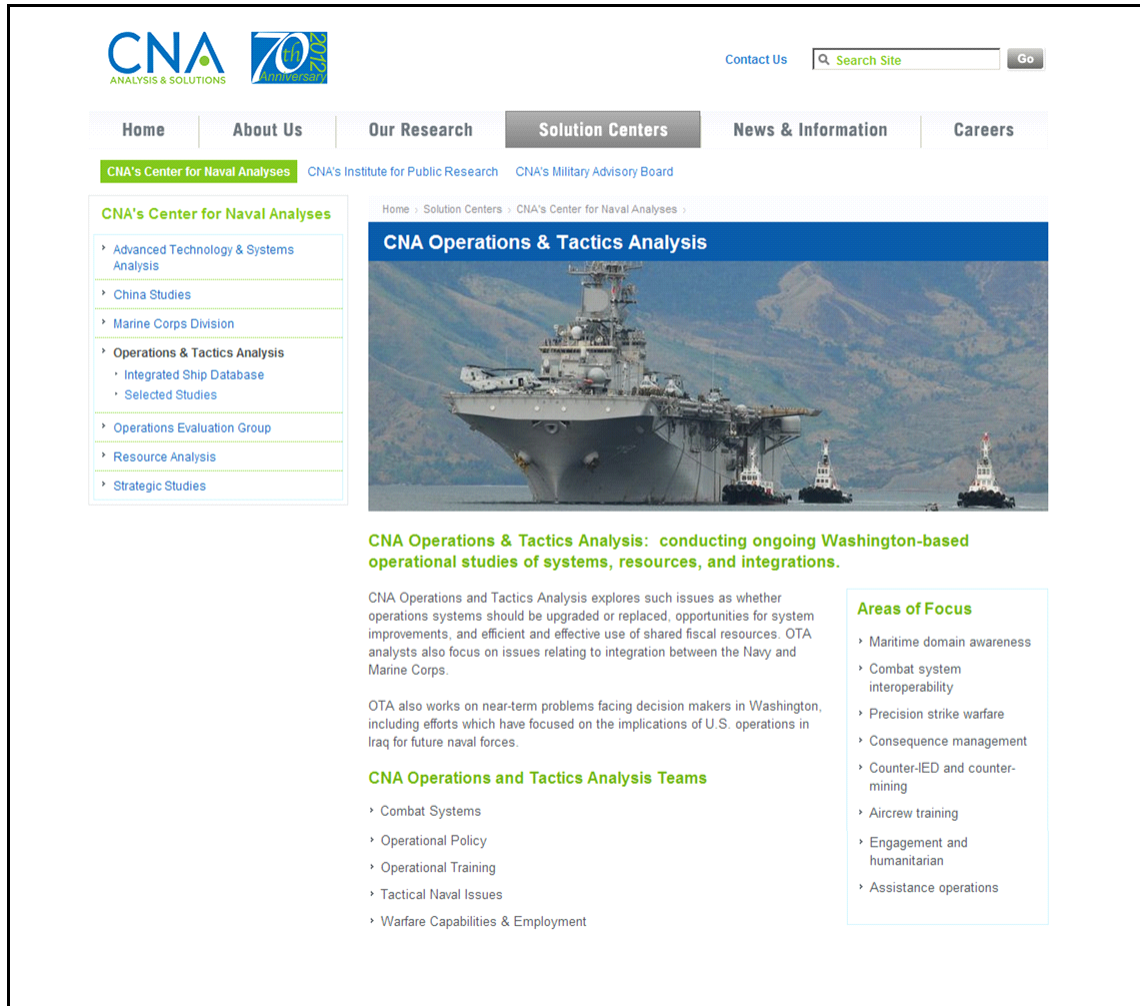 CNA
ANALYSIS & SOLUTIONS
70th
Anniversary
2012
Contact Us
Search Site
Go
Home
About Us
Our Research
Solution Centers
News & Information
Careers
CNA's Center for Naval Analyses
CNA's Institute for Public Research
CNA's Military Advisory Board
CNA's Center for Naval Analyses
Advanced Technology & Systems
Analysis
China Studies
Marine Corps Division
Operations & Tactics Analysis
Integrated Ship Database
Selected Studies
Operations Evaluation Group
Resource Analysis
Strategic Studies
Home › Solution Centers › CNA's Center for Naval Analyses ›
CNA Operations & Tactics Analysis
CNA Operations & Tactics Analysis: conducting ongoing Washington-based
operational studies of systems, resources, and integrations.
CNA Operations and Tactics Analysis explores such issues as whether
operations systems should be upgraded or replaced, opportunities for system
improvements, and efficient and effective use of shared fiscal resources. OTA
analysts also focus on issues relating to integration between the Navy and
Marine Corps.
OTA also works on near-term problems facing decision makers in Washington,
including efforts which have focused on the implications of U.S. operations in
Iraq for future naval forces.
CNA Operations and Tactics Analysis Teams
Combat Systems
Operational Policy
Operational Training
Tactical Naval Issues
Warfare Capabilities & Employment
Areas of Focus
Maritime domain awareness
Combat system
interoperability
Precision strike warfare
Consequence management
Counter-IED and counter-
mining
Aircrew training
Engagement and
humanitarian
Assistance operations